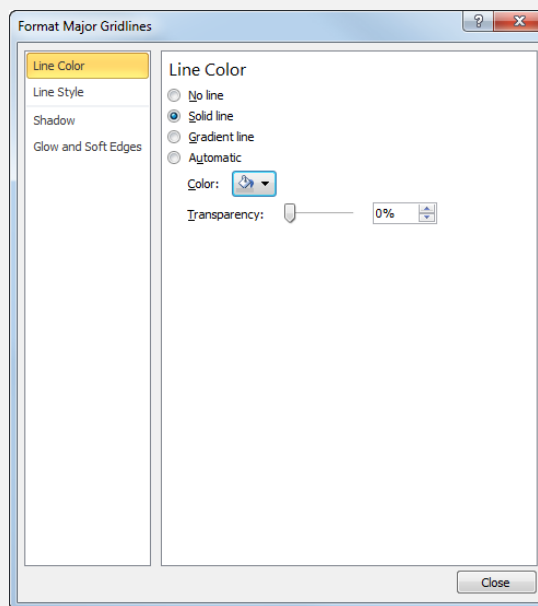 Format Major Gridlines
?
X
Line Color
Line Style
Shadow
Glow and Soft Edges
Line Color
No line
Solid line
Gradient line
Automatic
Color:
Transparency: 0%
Close